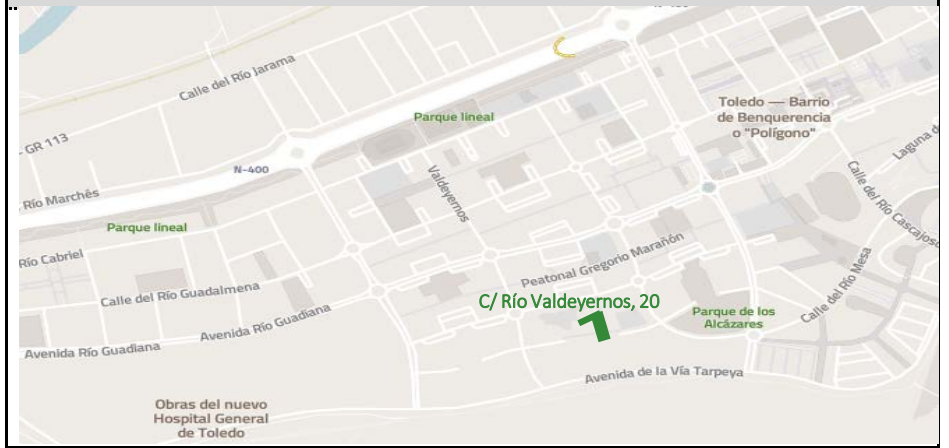 Calle del Río Jarama
Parque lineal
Toledo — Barrio
de Benquerencia
o "Polígono"
GR 113
N-400
Valdeyernos
Laguna d
Calle del Río Cascajoso
Río Marchés
Parque lineal
Río Cabriel
Peatonal Gregorio Marañón
Calle del Río Mesa
Calle del Río Guadalmena
C/ Río Valdeyernos, 20
Parque de los
Alcázares
Avenida Río Guadiana
Avenida Río Guadiana
Avenida de la Vía Tarpeya
Obras del nuevo
Hospital General
de Toledo